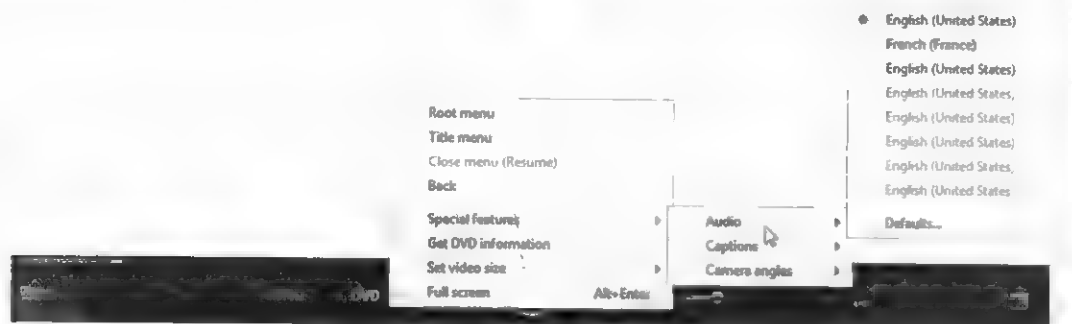 Root menu
Title menu
Close menu (Resume)
Back
Special features
Get DVD information
Set video size
Full screen Alt+Enter
Audio
Captions
Camera angles
English (United States)
French (France)
English (United States)
English (United States,
English (United States)
English (United States)
English (United States,
English (United States
Defaults...
DVD